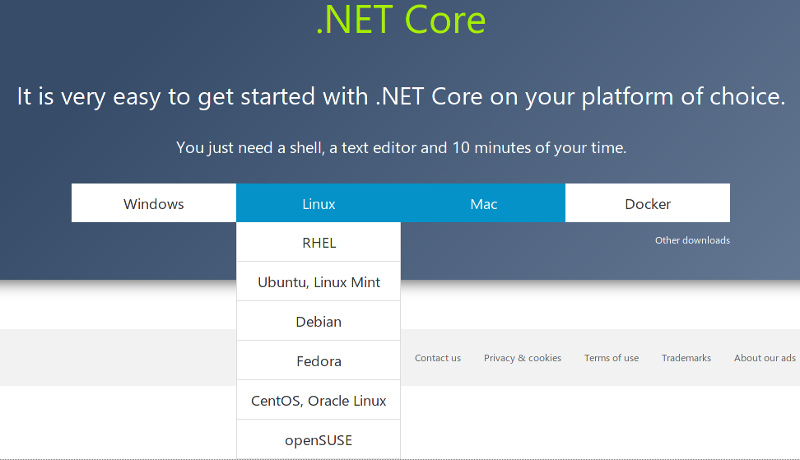 .NET Core
It is very easy to get started with .NET Core on your platform of choice.
You just need a shell, a text editor and 10 minutes of your time.
Windows Linux Mac Docker
Other downloads
RHEL
Ubuntu, Linux Mint
Debian
Fedora
CentOS, Oracle Linux
openSUSE
Contact us Privacy & cookies Terms of use Trademarks About our ads